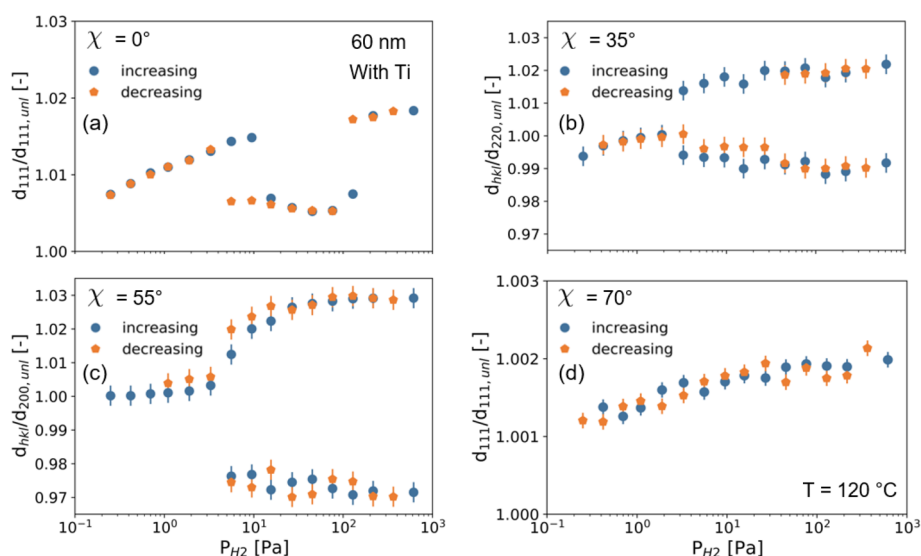 χ = 0°
60 nm
With Ti
increasing
decreasing
(a)
d111/d111,unl [-]
1.03
1.02
1.01
1.00
χ = 35°
increasing
decreasing
(b)
dhkl/d220,unl [-]
1.03
1.02
1.01
1.00
0.99
0.98
0.97
χ = 55°
increasing
decreasing
(c)
dhkl/d200,unl [-]
1.03
1.02
1.01
1.00
0.99
0.98
0.97
10⁻¹ 10⁰ 10¹ 10² 10³
PH2 [Pa]
χ = 70°
increasing
decreasing
(d)
T = 120 °C
d111/d111,unl [-]
1.003
1.002
1.001
1.000
10⁻¹ 10⁰ 10¹ 10² 10³
PH2 [Pa]